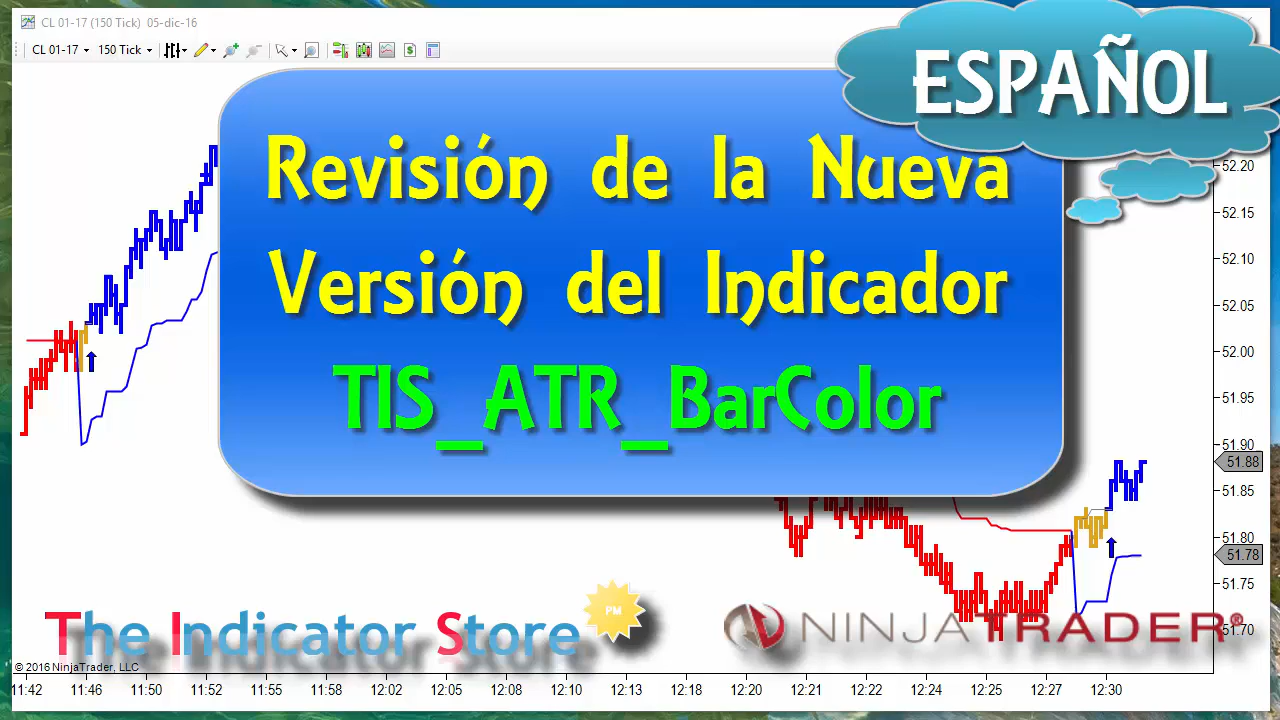 CL 01-17 (150 Tick) 05-dic-16
CL 01-17 150 Tick
$
ESPAÑOL
Revisión de la Nueva
Versión del Indicador
TIS_ATR_BarColor
52.20
52.15
52.10
52.05
52.00
51.95
51.90
51.88
51.85
51.80
51.78
51.75
51.70
PM
The Indicator Store
NINJATRADER®
© 2016 NinjaTrader, LLC
11:42 11:46 11:50 11:52 11:55 11:58 12:02 12:05 12:08 12:10 12:13 12:18 12:20 12:21 12:22 12:24 12:25 12:27 12:30